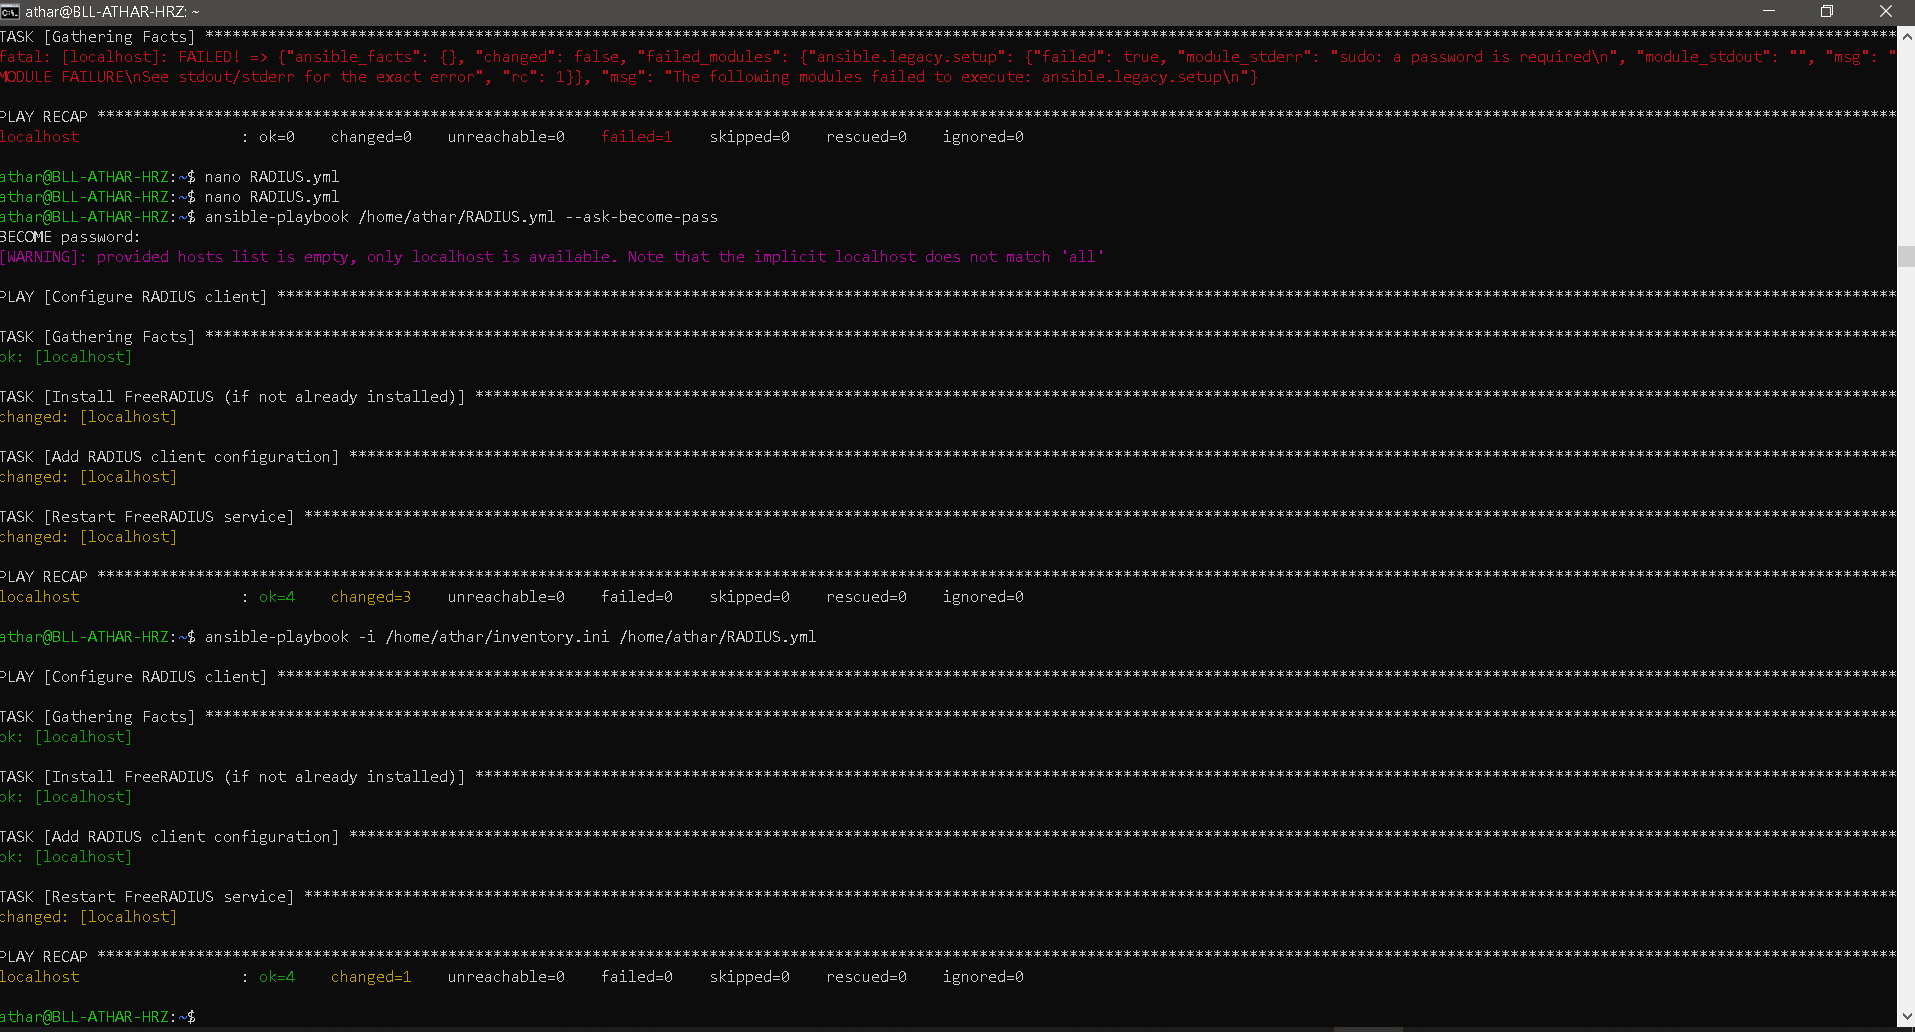 athar@BLL-ATHAR-HRZ: ~
TASK [Gathering Facts] ****************************************************************************************************************************************************************************************
fatal: [localhost]: FAILED! => {"ansible_facts": {}, "changed": false, "failed_modules": {"ansible.legacy.setup": {"failed": true, "module_stderr": "sudo: a password is required\n", "module_stdout": "", "msg": "
MODULE FAILURE\nSee stdout/stderr for the exact error", "rc": 1}}, "msg": "The following modules failed to execute: ansible.legacy.setup\n"}
PLAY RECAP ****************************************************************************************************************************************************************************************************
localhost                  : ok=0    changed=0    unreachable=0    failed=1    skipped=0    rescued=0    ignored=0
athar@BLL-ATHAR-HRZ:~$ nano RADIUS.yml
athar@BLL-ATHAR-HRZ:~$ nano RADIUS.yml
athar@BLL-ATHAR-HRZ:~$ ansible-playbook /home/athar/RADIUS.yml --ask-become-pass
BECOME password:
[WARNING]: provided hosts list is empty, only localhost is available. Note that the implicit localhost does not match 'all'
PLAY [Configure RADIUS client] ********************************************************************************************************************************************************************************
TASK [Gathering Facts] ****************************************************************************************************************************************************************************************
ok: [localhost]
TASK [Install FreeRADIUS (if not already installed)] **********************************************************************************************************************************************************
changed: [localhost]
TASK [Add RADIUS client configuration] ************************************************************************************************************************************************************************
changed: [localhost]
TASK [Restart FreeRADIUS service] *****************************************************************************************************************************************************************************
changed: [localhost]
PLAY RECAP ****************************************************************************************************************************************************************************************************
localhost                  : ok=4    changed=3    unreachable=0    failed=0    skipped=0    rescued=0    ignored=0
athar@BLL-ATHAR-HRZ:~$ ansible-playbook -i /home/athar/inventory.ini /home/athar/RADIUS.yml
PLAY [Configure RADIUS client] ********************************************************************************************************************************************************************************
TASK [Gathering Facts] ****************************************************************************************************************************************************************************************
ok: [localhost]
TASK [Install FreeRADIUS (if not already installed)] **********************************************************************************************************************************************************
ok: [localhost]
TASK [Add RADIUS client configuration] ************************************************************************************************************************************************************************
ok: [localhost]
TASK [Restart FreeRADIUS service] *****************************************************************************************************************************************************************************
changed: [localhost]
PLAY RECAP ****************************************************************************************************************************************************************************************************
localhost                  : ok=4    changed=1    unreachable=0    failed=0    skipped=0    rescued=0    ignored=0
athar@BLL-ATHAR-HRZ:~$